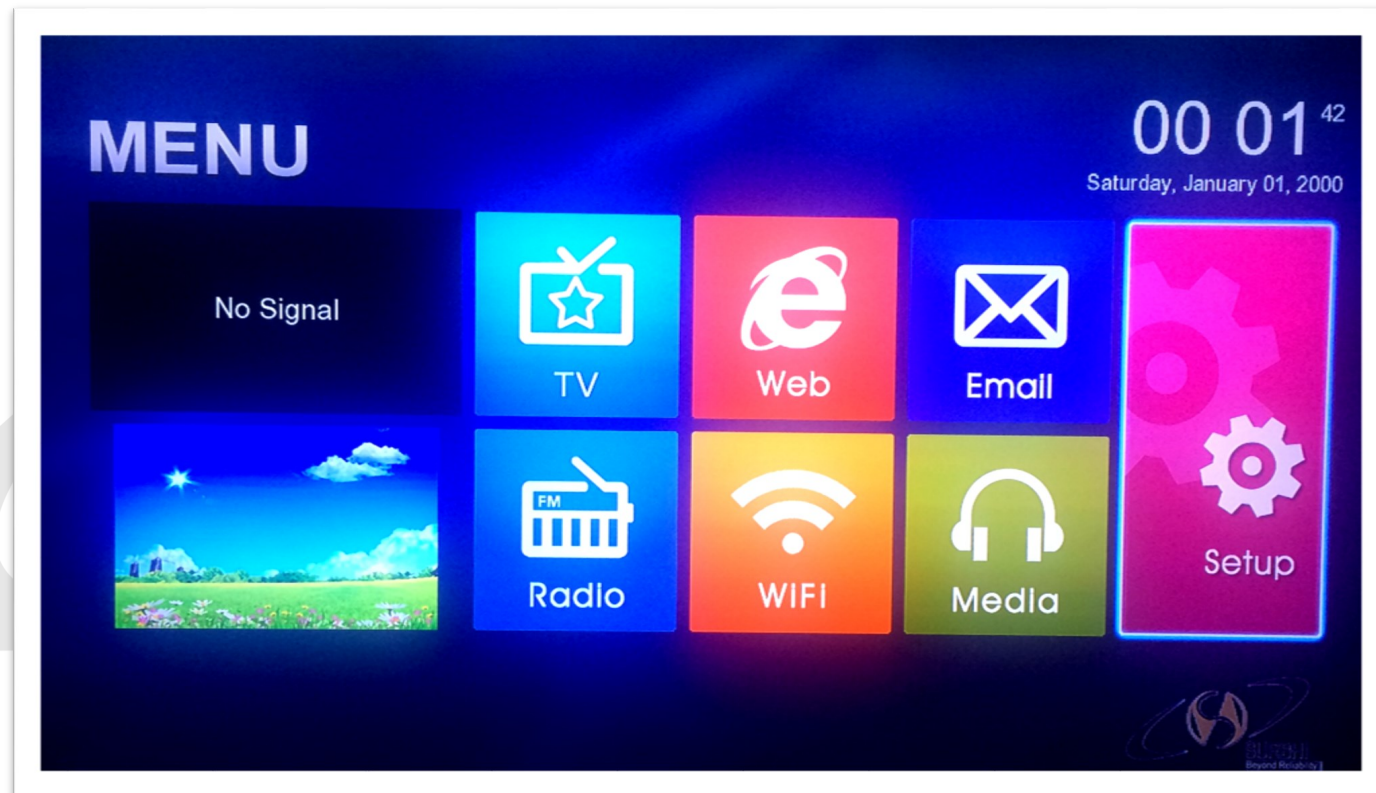 MENU
00 01 42
Saturday, January 01, 2000
No Signal
TV
Web
Email
FM
Radio
WIFI
Media
Setup
Beyond Reliability